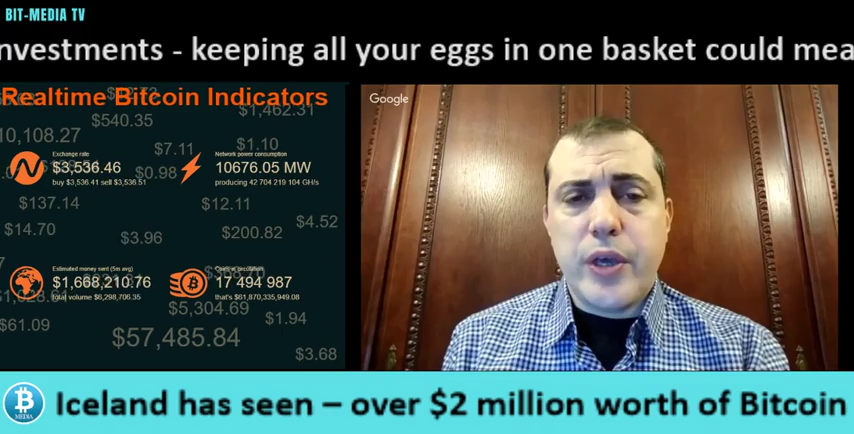 BIT-MEDIA TV
nvestments - keeping all your eggs in one basket could mea
Realtime Bitcoin Indicators
$540.35
$1,462.31
10,108.27
$7.11
$1.10
Exchange rate
$3,536.46
buy $3,536.41 sell $3,536.51
$0.98
Network power consumption
10676.05 MW
producing 42 704 219 104 GH/s
$137.14
$12.11
$14.70
$3.96
$200.82
$4.52
Estimated money sent (5m avg)
$1,668,210.76
total volume $6,298,706.35
17 494 987
that's $61,870,335,949.08
$5,304.69
$61.09
$1.94
$57,485.84
$3.68
Google
B
MEDIA
Iceland has seen – over $2 million worth of Bitcoin